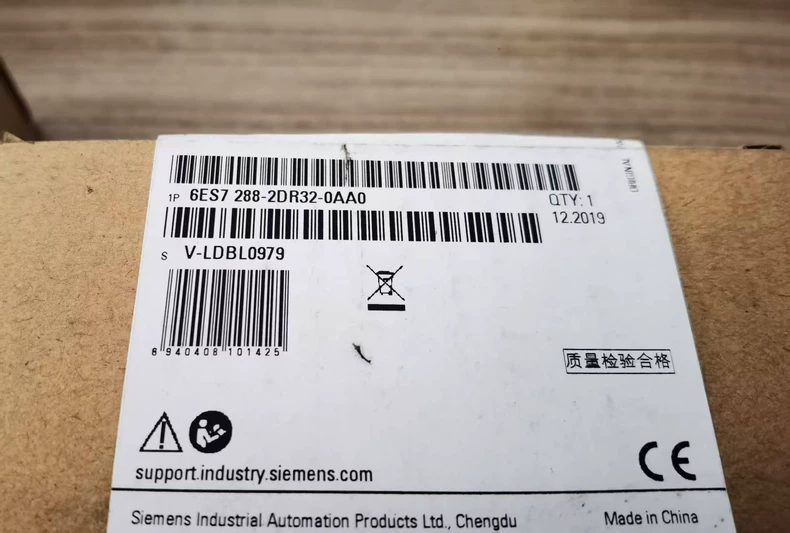 1P 6ES7 288-2DR32-0AA0
QTY: 1
12.2019
S V-LDBL0979
6 940408 101425
质量检验合格
CE
support.industry.siemens.com
Siemens Industrial Automation Products Ltd., Chengdu
Made in China
ORIGINAL